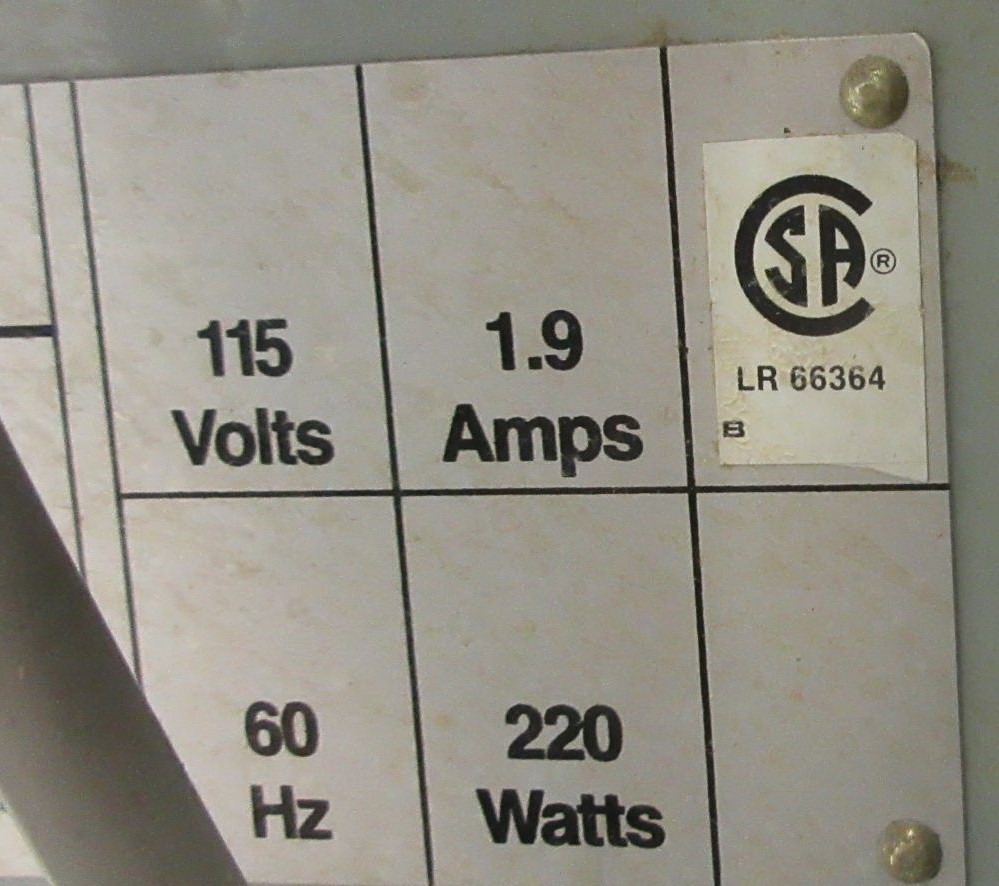 115
Volts
1.9
Amps
CSA ®
LR 66364
B
60
Hz
220
Watts